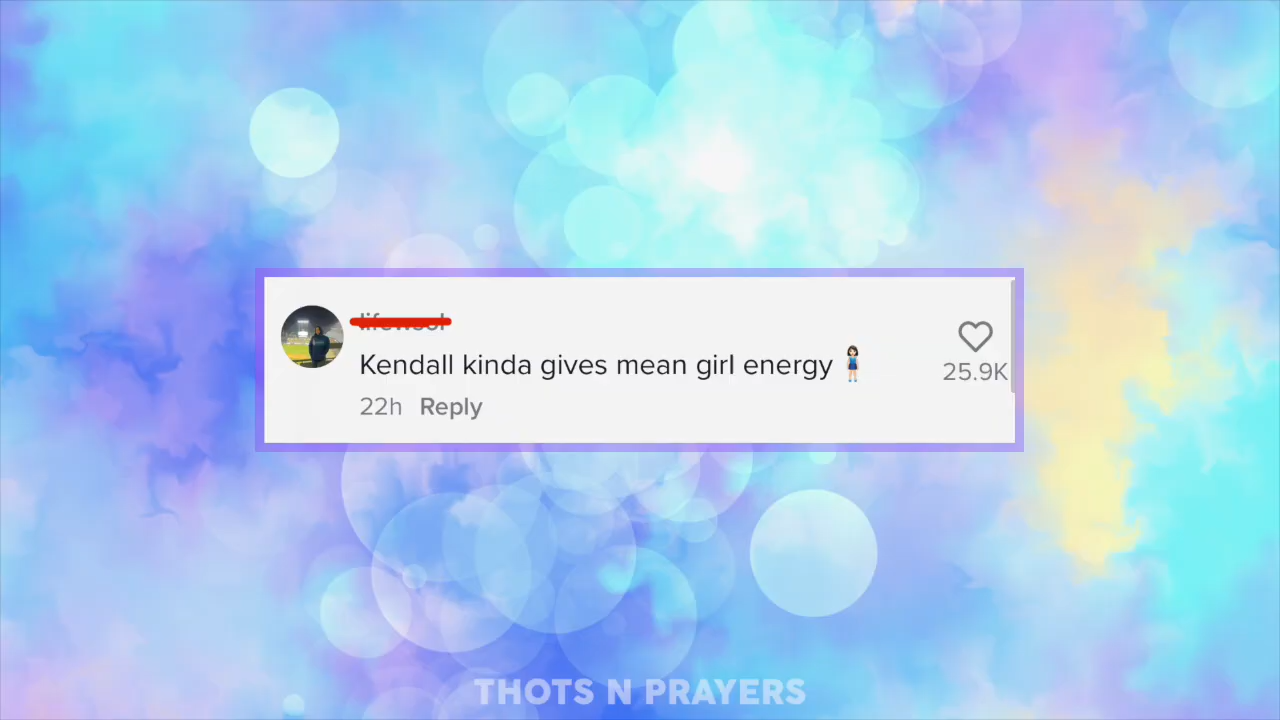 Kendall kinda gives mean girl energy 🧍🏻‍♀️
25.9K
22h Reply
THOTS N PRAYERS